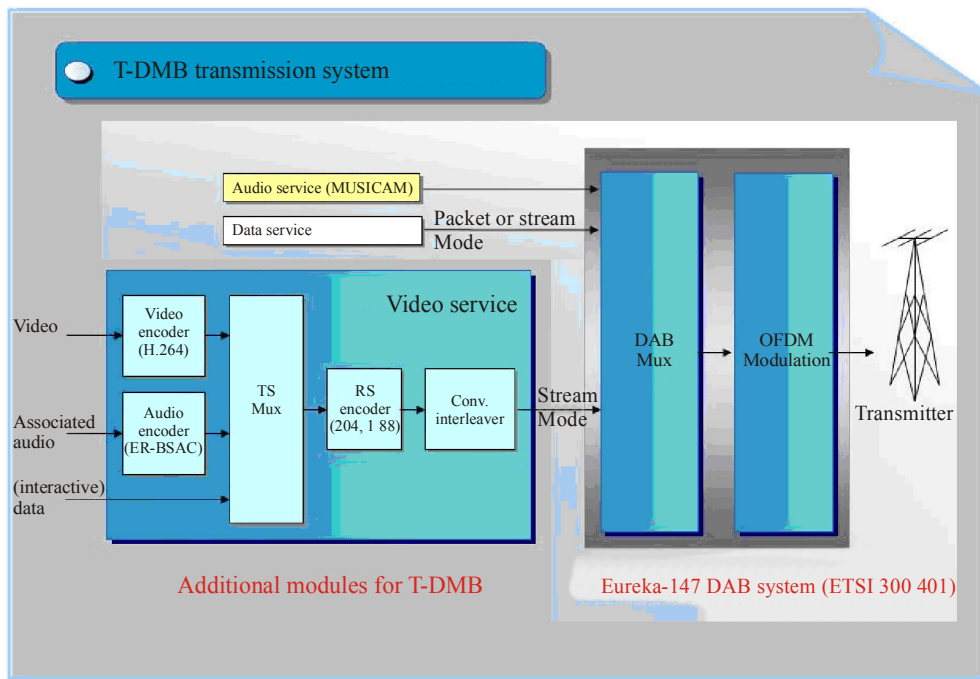 T-DMB transmission system
Audio service (MUSICAM)
Data service
Packet or stream
Mode
Video service
Video
Video
encoder
(H.264)
Associated
audio
Audio
encoder
(ER-BSAC)
(interactive)
data
TS
Mux
RS
encoder
(204, 1 88)
Conv.
interleaver
Stream
Mode
DAB
Mux
OFDM
Modulation
Transmitter
Additional modules for T-DMB
Eureka-147 DAB system (ETSI 300 401)